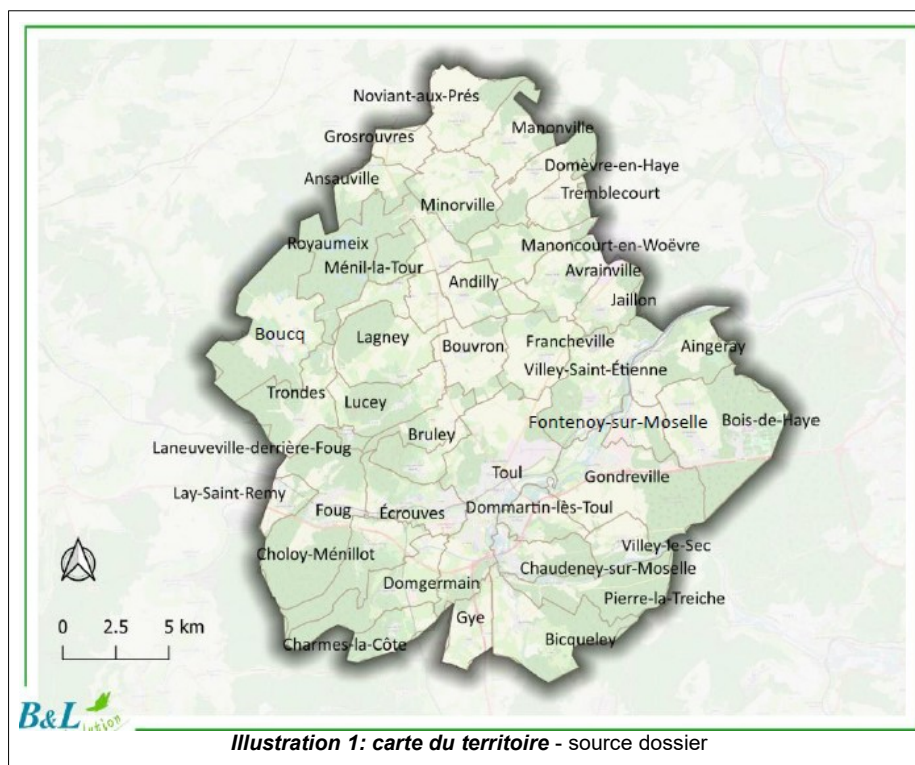 Noviant-aux-Prés
Manonville
Grosrouvres
Domèvre-en-Haye
Ansauville
Tremblecourt
Minorville
Royaumeix
Manoncourt-en-Woëvre
Ménil-la-Tour
Avrainville
Andilly
Jaillon
Boucq
Lagney
Francheville
Bouvron
Aingeray
Villey-Saint-Étienne
Trondes
Lucey
Fontenoy-sur-Moselle
Bois-de-Haye
Bruley
Laneuveville-derrière-Foug
Toul
Gondreville
Lay-Saint-Remy
Foug
Écrouves
Dommartin-lès-Toul
Villey-le-Sec
Choloy-Ménillot
Chaudeney-sur-Moselle
Domgermain
Pierre-la-Treiche
Gye
0 2.5 5 km
Charmes-la-Côte
Bicqueley
B&L
Illustration 1: carte du territoire - source dossier